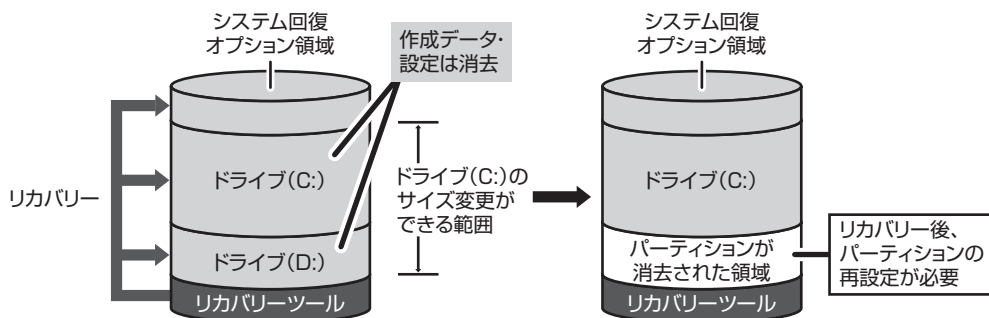 システム回復
オプション領域
作成データ・
設定は消去
リカバリー
ドライブ(C:)
ドライブ(D:)
リカバリーツール
ドライブ(C:)の
サイズ変更が
できる範囲
システム回復
オプション領域
ドライブ(C:)
パーティションが
消去された領域
リカバリーツール
リカバリー後、
パーティションの
再設定が必要